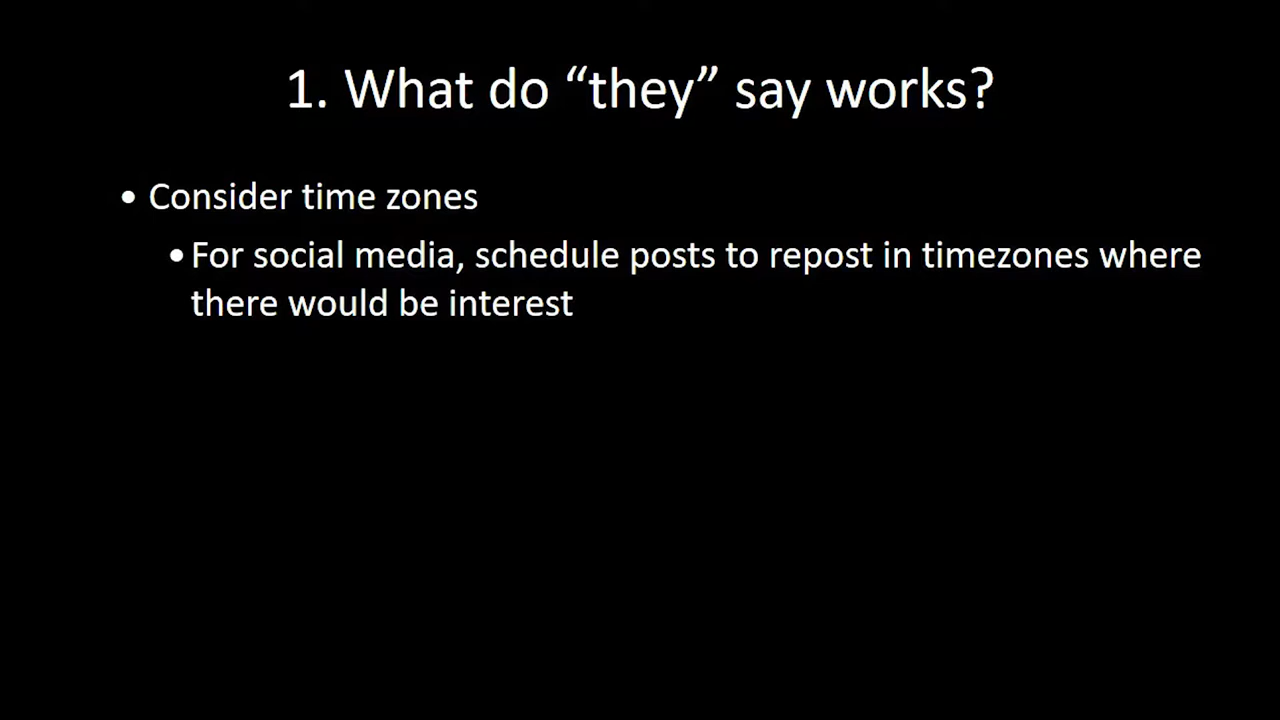 1. What do “they” say works?
• Consider time zones
• For social media, schedule posts to repost in timezones where
there would be interest